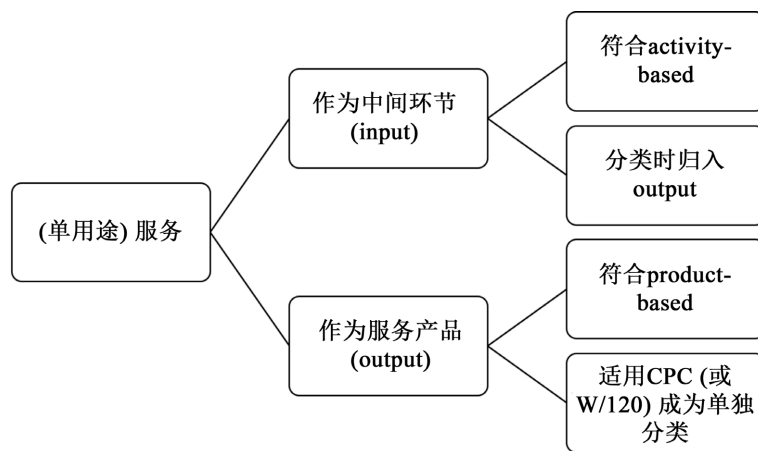 (单用途) 服务
作为中间环节
(input)
符合activity-
based
分类时归入
output
作为服务产品
(output)
符合product-
based
适用CPC (或
W/120) 成为单独
分类